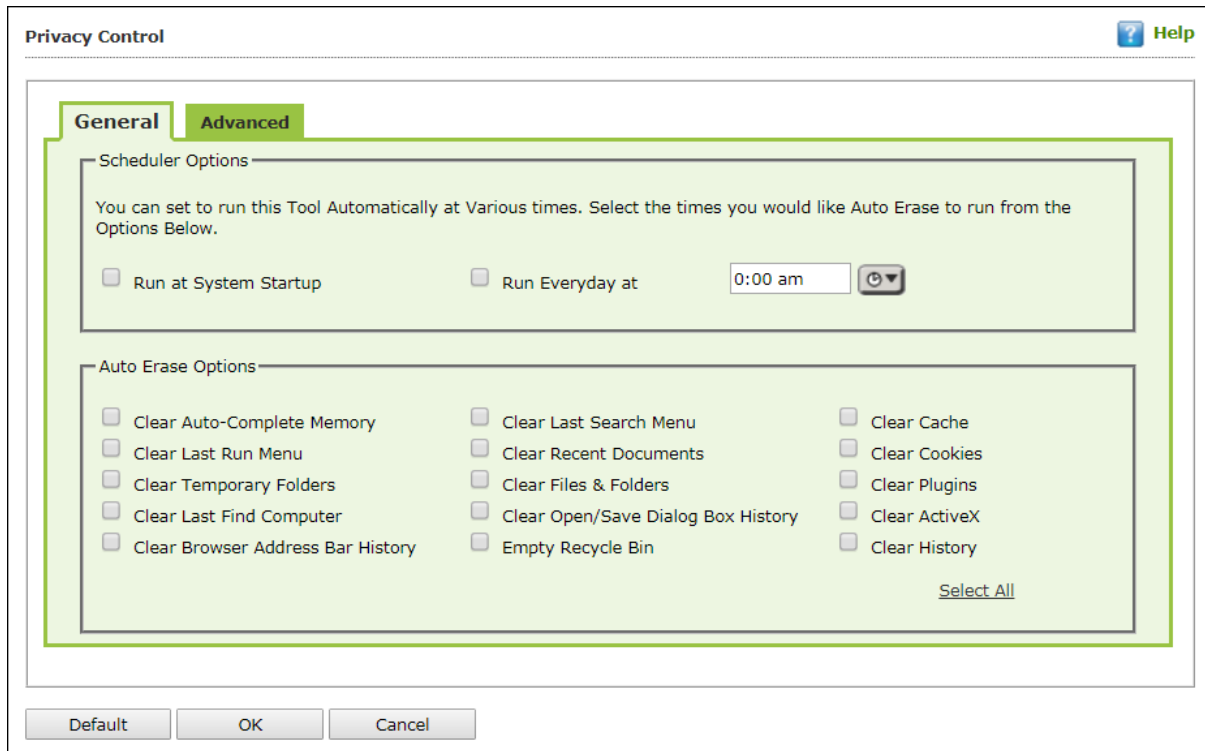 Privacy Control
Help
General
Advanced
Scheduler Options
You can set to run this Tool Automatically at Various times. Select the times you would like Auto Erase to run from the
Options Below.
Run at System Startup
Run Everyday at
0:00 am
Auto Erase Options
Clear Auto-Complete Memory
Clear Last Search Menu
Clear Cache
Clear Last Run Menu
Clear Recent Documents
Clear Cookies
Clear Temporary Folders
Clear Files & Folders
Clear Plugins
Clear Last Find Computer
Clear Open/Save Dialog Box History
Clear ActiveX
Clear Browser Address Bar History
Empty Recycle Bin
Clear History
Select All
Default
OK
Cancel